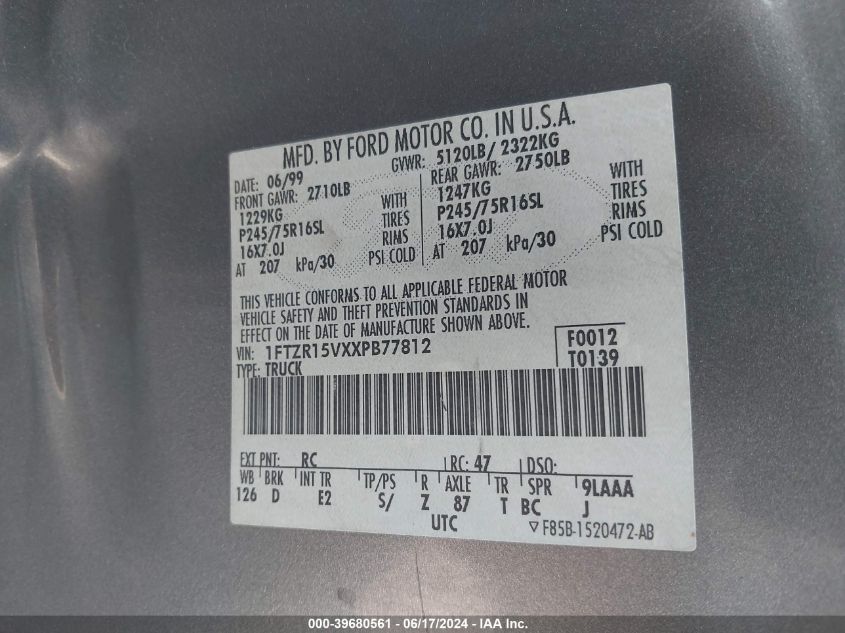 MFD. BY FORD MOTOR CO. IN U.S.A.
DATE: 06/99 GVWR: 5120LB/ 2322KG
FRONT GAWR: 2710LB REAR GAWR: 2750LB
1229KG WITH 1247KG WITH
P245/75R16SL TIRES P245/75R16SL TIRES
16X7.0J RIMS 16X7.0J RIMS
AT 207 kPa/30 PSI COLD AT 207 kPa/30 PSI COLD
THIS VEHICLE CONFORMS TO ALL APPLICABLE FEDERAL MOTOR
VEHICLE SAFETY AND THEFT PREVENTION STANDARDS IN
EFFECT ON THE DATE OF MANUFACTURE SHOWN ABOVE.
VIN: 1FTZR15VXXPB77812 F0012
TYPE: TRUCK T0139
EXT PNT: RC RC: 47 DSO:
WB BRK INT TR TP/PS R AXLE TR SPR 9LAAA
126 D E2 S/ Z 87 T BC J
UTC ▽F85B-1520472-AB
000-39680561 - 06/17/2024 - IAA Inc.